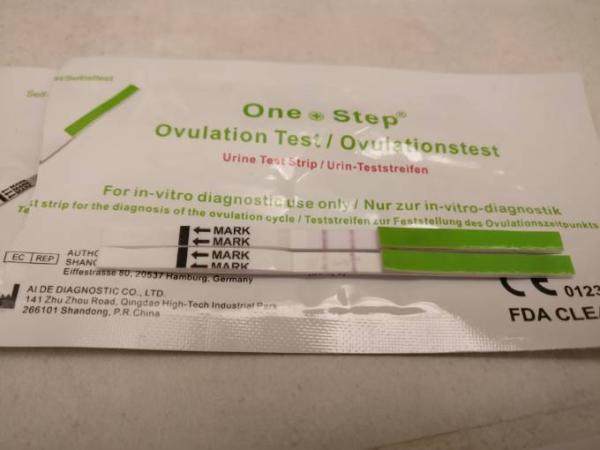 st/Selbsttest
One Step®
Ovulation Test / Ovulationstest
Urine Test Strip / Urin-Teststreifen
For in-vitro diagnostic use only / Nur zur in-vitro-diagnostik
Test strip for the diagnosis of the ovulation cycle / Teststreifen zur Feststellung des Ovulationszeitpunkts
MARK
MARK
MARK
MARK
EC REP
SHANG
Eiffestrasse 80, 20537 Hamburg, Germany
AI DE DIAGNOSTIC CO., LTD.
141 Zhu Zhou Road, Qingdao High-Tech Industrial Park
266101 Shandong, P.R.China
CE 0123
FDA CLEA